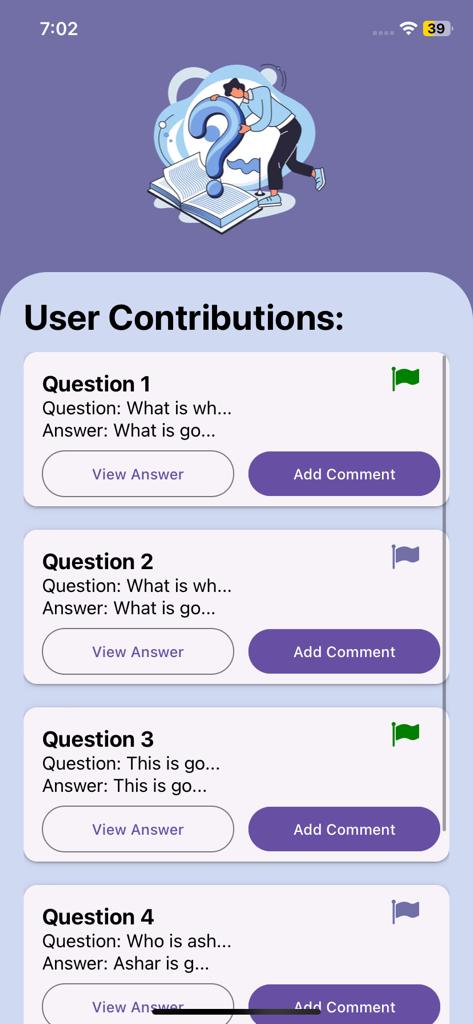 7:02
39
User Contributions:
Question 1
Question: What is wh...
Answer: What is go...
View Answer
Add Comment
Question 2
Question: What is wh...
Answer: What is go...
View Answer
Add Comment
Question 3
Question: This is go...
Answer: This is go...
View Answer
Add Comment
Question 4
Question: Who is ash...
Answer: Ashar is g...
View Answer
Add Comment